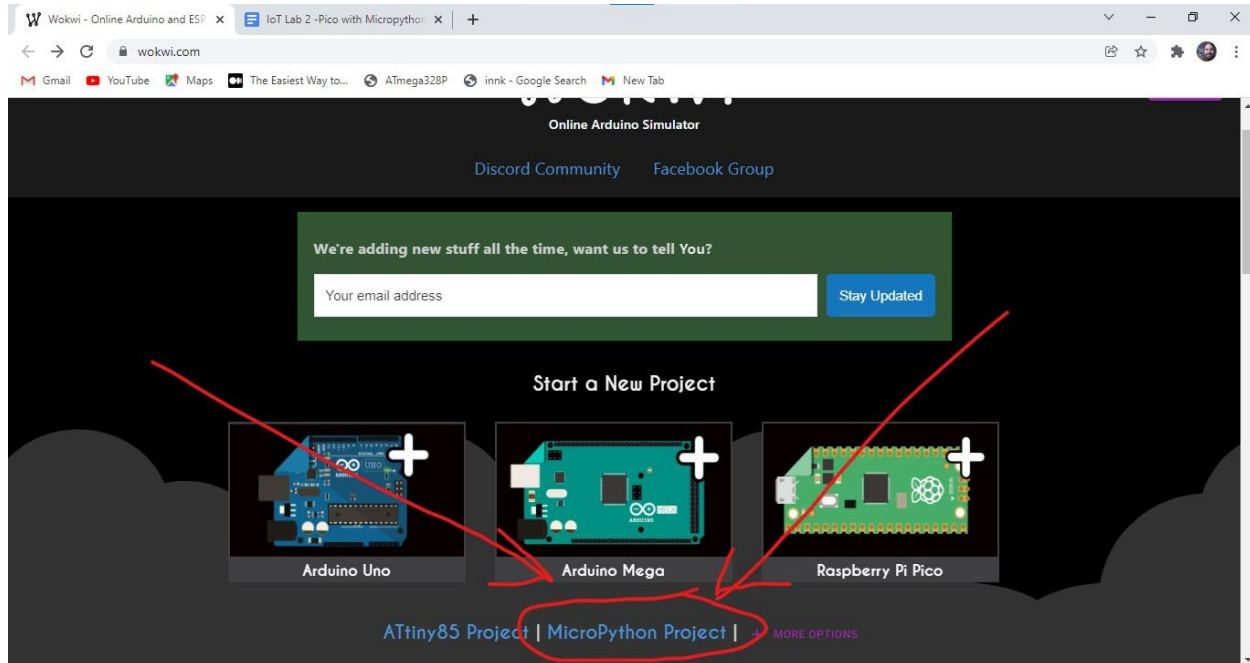 Wokwi - Online Arduino and ESP
IoT Lab 2 -Pico with Micropython
wokwi.com
Gmail YouTube Maps The Easiest Way to... ATmega328P innk - Google Search New Tab
Online Arduino Simulator
Discord Community Facebook Group
We're adding new stuff all the time, want us to tell You?
Your email address Stay Updated
Start a New Project
Arduino Uno Arduino Mega Raspberry Pi Pico
ATtiny85 Project | MicroPython Project | + MORE OPTIONS